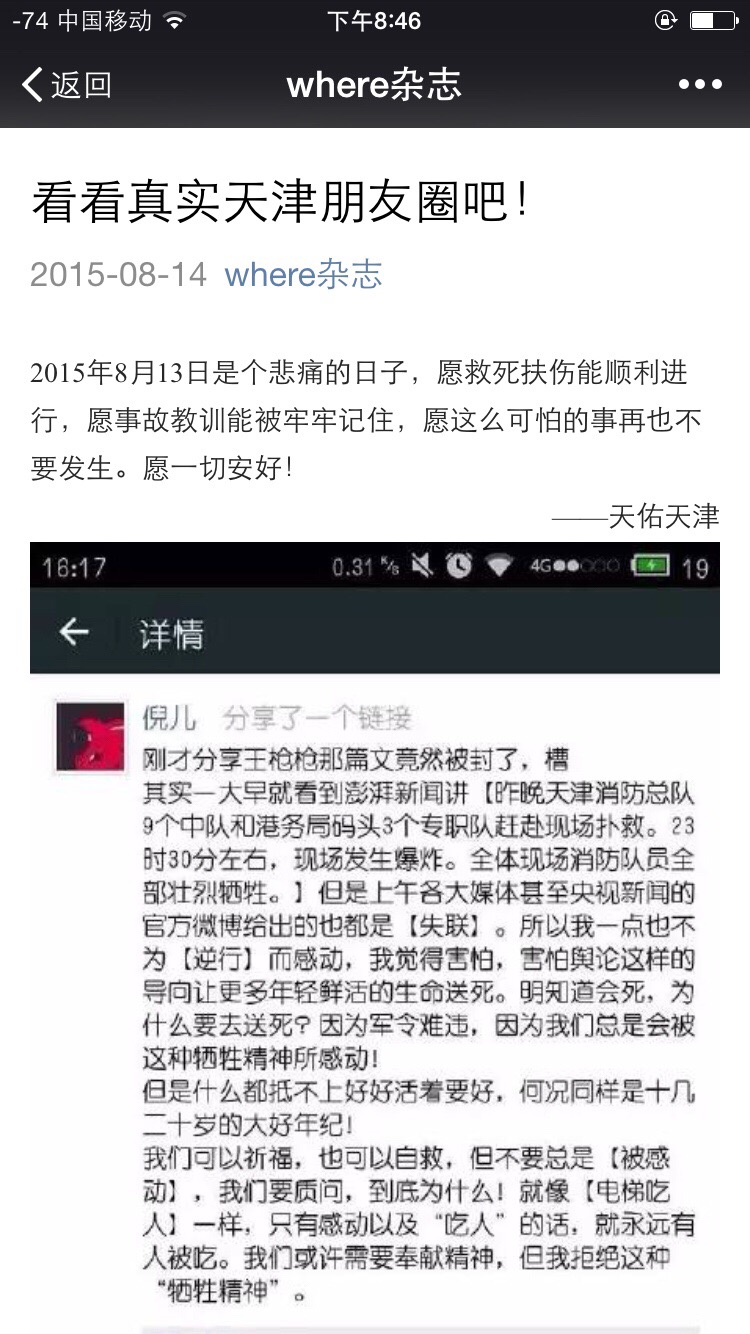 -74 中国移动 下午8:46
返回 where杂志
看看真实天津朋友圈吧！
2015-08-14 where杂志
2015年8月13日是个悲痛的日子，愿救死扶伤能顺利进
行，愿事故教训能被牢牢记住，愿这么可怕的事再也不
要发生。愿一切安好！
——天佑天津
16:17 0.31 K/s 4G 19
详情
倪儿 分享了一个链接
刚才分享王枪枪那篇文竟然被封了，槽
其实一大早就看到澎湃新闻讲【昨晚天津消防总队
9个中队和港务局码头3个专职队赶赴现场扑救。23
时30分左右，现场发生爆炸。全体现场消防队员全
部壮烈牺牲。】但是上午各大媒体甚至央视新闻的
官方微博给出的也都是【失联】。所以我一点也不
为【逆行】而感动，我觉得害怕，害怕舆论这样的
导向让更多年轻鲜活的生命送死。明知道会死，为
什么要去送死？因为军令难违，因为我们总是会被
这种牺牲精神所感动！
但是什么都抵不上好好活着要好，何况同样是十几
二十岁的大好年纪！
我们可以祈福，也可以自救，但不要总是【被感
动】，我们要质问，到底为什么！就像【电梯吃
人】一样，只有感动以及“吃人”的话，就永远有
人被吃。我们或许需要奉献精神，但我拒绝这种
“牺牲精神”。